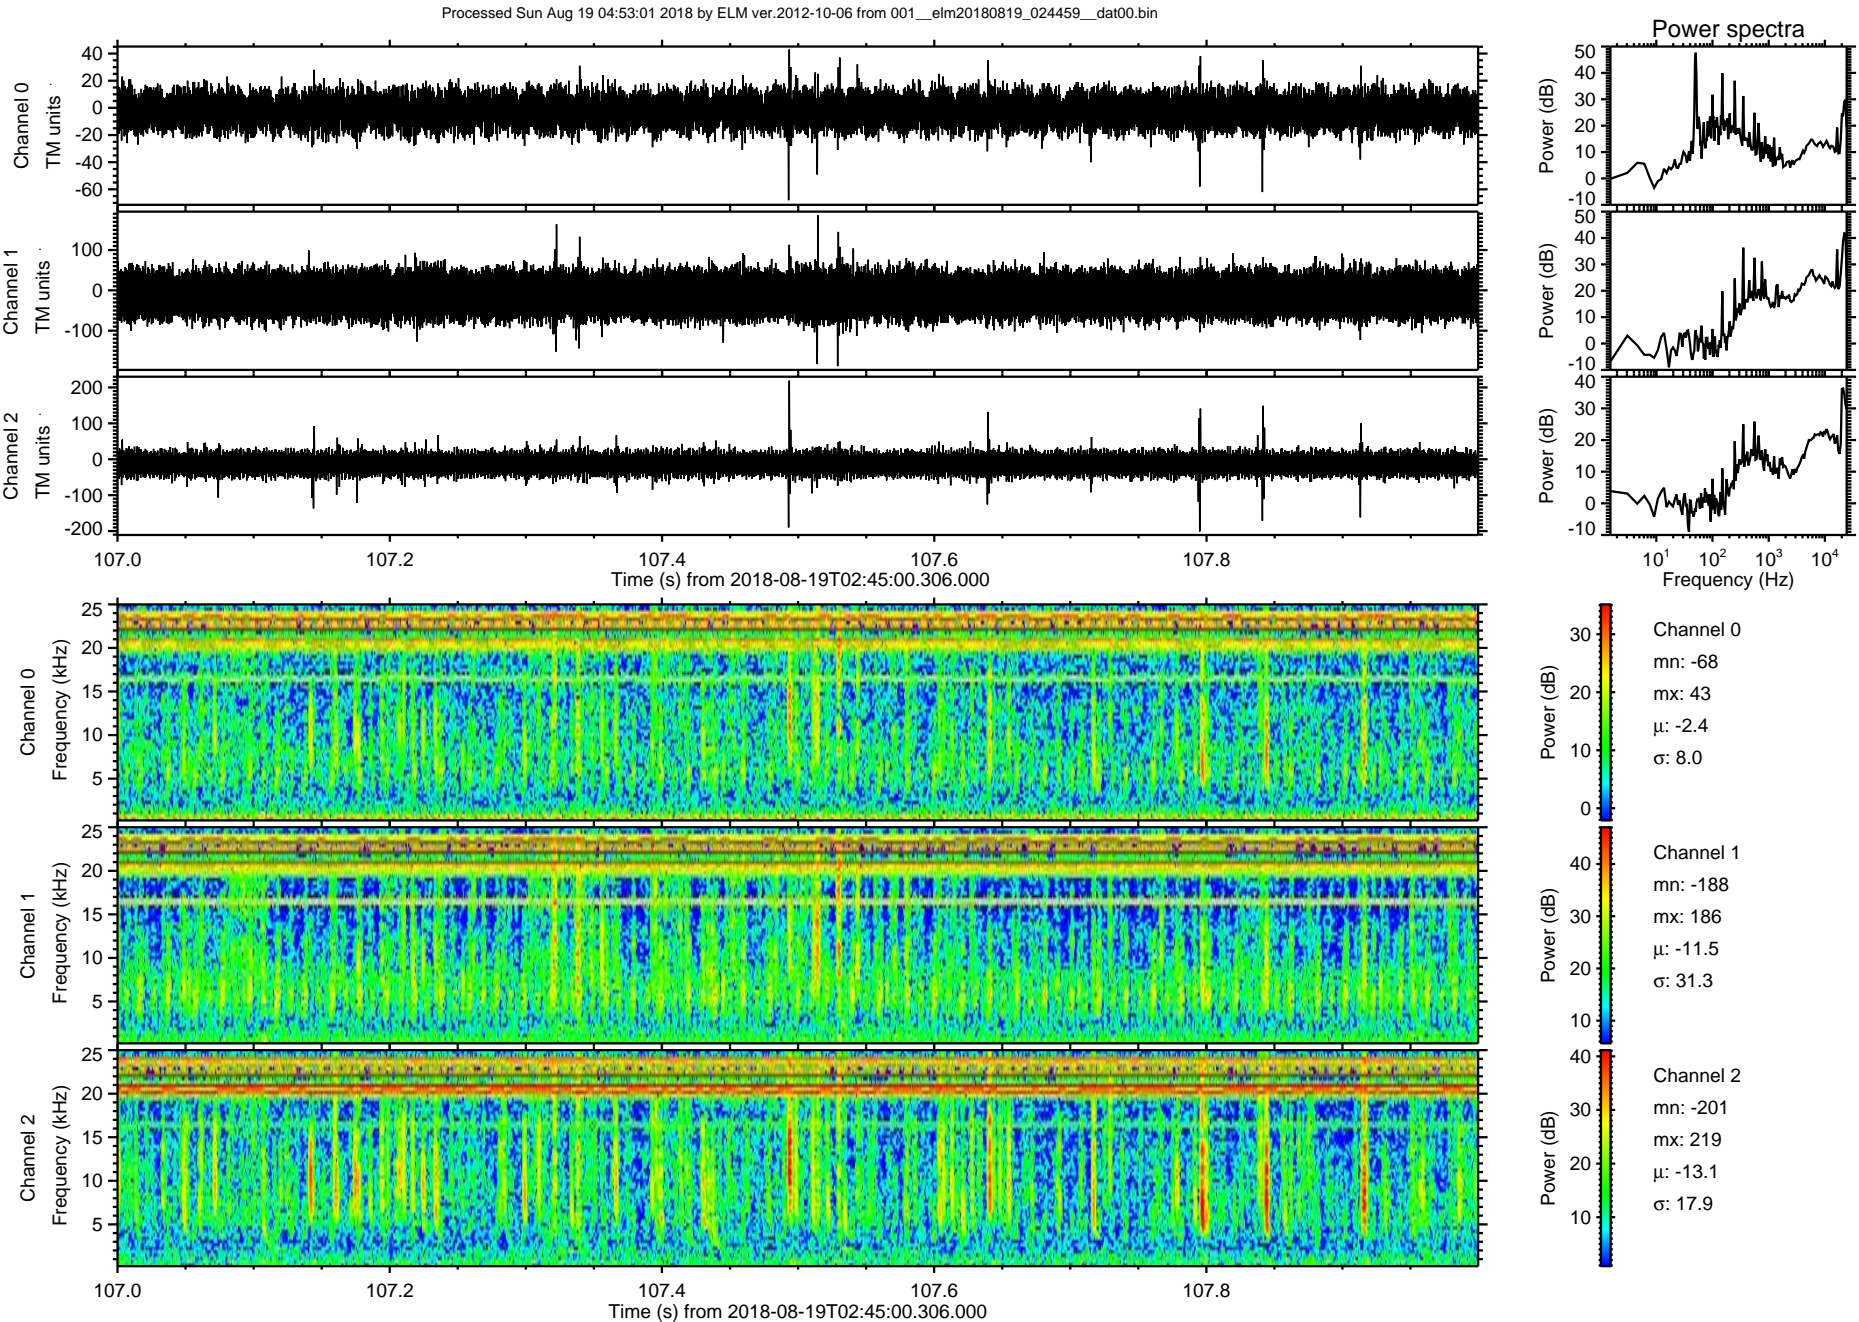 Processed Sun Aug 19 04:53:01 2018 by ELM ver.2012-10-06 from 001__elm20180819_024459__dat00.bin
Power spectra
Channel 0
TM units
40
20
0
-20
-40
-60
Power (dB)
50
40
30
20
10
0
-10
Channel 1
TM units
100
0
-100
Power (dB)
50
40
30
20
10
0
-10
Channel 2
TM units
200
100
0
-100
-200
Power (dB)
40
30
20
10
0
-10
107.0 107.2 107.4 107.6 107.8
Time (s) from 2018-08-19T02:45:00.306.000
10^1 10^2 10^3 10^4
Frequency (Hz)
Channel 0
Frequency (kHz)
25
20
15
10
5
Power (dB)
30
20
10
0
Channel 0
mn: -68
mx: 43
μ: -2.4
σ: 8.0
Channel 1
Frequency (kHz)
25
20
15
10
5
Power (dB)
40
30
20
10
Channel 1
mn: -188
mx: 186
μ: -11.5
σ: 31.3
Channel 2
Frequency (kHz)
25
20
15
10
5
Power (dB)
40
30
20
10
Channel 2
mn: -201
mx: 219
μ: -13.1
σ: 17.9
107.0 107.2 107.4 107.6 107.8
Time (s) from 2018-08-19T02:45:00.306.000